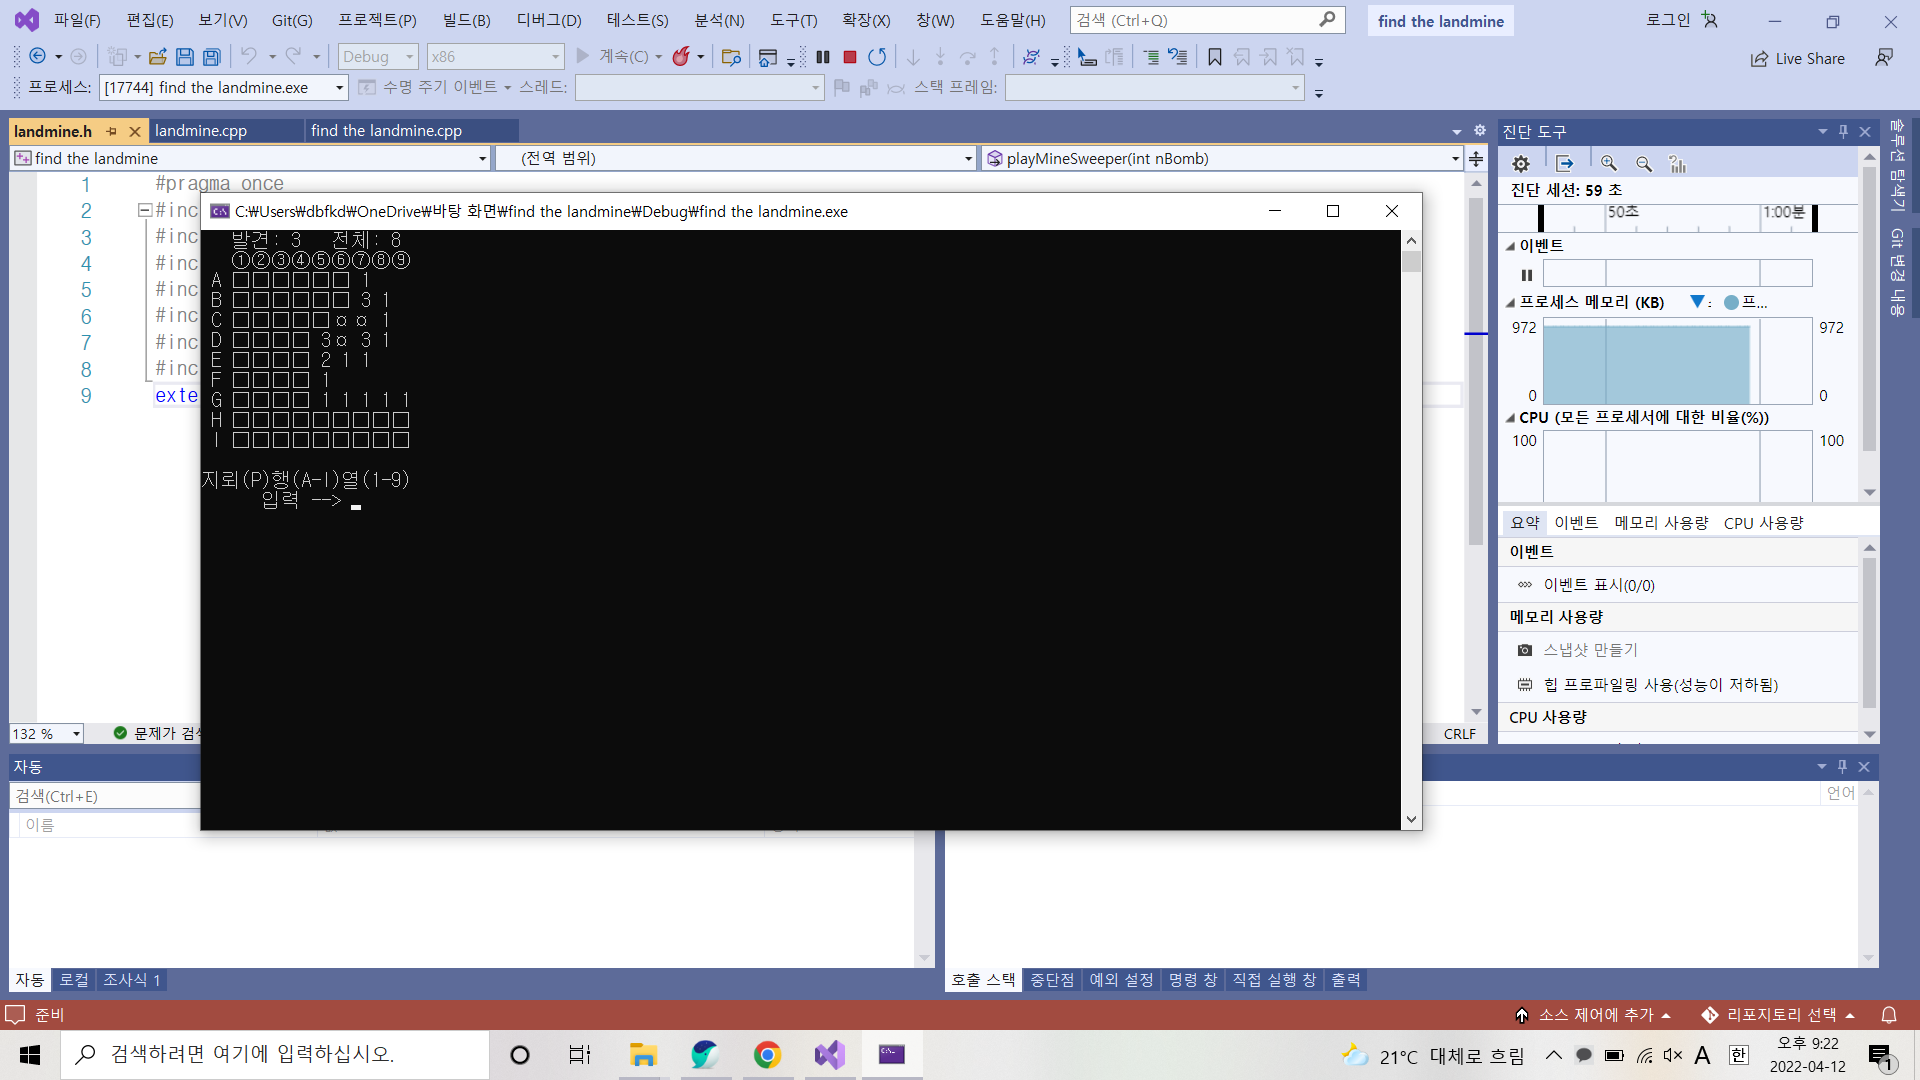 파일(F) 편집(E) 보기(V) Git(G) 프로젝트(P) 빌드(B) 디버그(D) 테스트(S) 분석(N) 도구(T) 확장(X) 창(W) 도움말(H) 검색 (Ctrl+Q) find the landmine 로그인
Debug x86 계속(C) Live Share
프로세스: [17744] find the landmine.exe 수명 주기 이벤트 스레드: 스택 프레임:
landmine.h landmine.cpp find the landmine.cpp
find the landmine (전역 범위) playMineSweeper(int nBomb)
1 #pragma once
2 #inc
3 #inc
4 #inc
5 #inc
6 #inc
7 #inc
8 #inc
9 exte
132 % 문제가 검색 CRLF
C:₩Users₩dbfkd₩OneDrive₩바탕 화면₩find the landmine₩Debug₩find the landmine.exe
발견: 3 전체: 8
①②③④⑤⑥⑦⑧⑨
A □□□□□□ 1
B □□□□□□ 3 1
C □□□□□ ¤ ¤ 1
D □□□□ 3 ¤ 3 1
E □□□□ 2 1 1
F □□□□ 1
G □□□□ 1 1 1 1 1
H □□□□□□□□□
I □□□□□□□□□
지뢰(P)행(A-I)열(1-9)
입력 -->
진단 도구
진단 세션: 59 초
50초 1:00분
이벤트
프로세스 메모리 (KB) : 프...
972 972
0 0
CPU (모든 프로세서에 대한 비율(%))
100 100
요약 이벤트 메모리 사용량 CPU 사용량
이벤트
이벤트 표시(0/0)
메모리 사용량
스냅샷 만들기
힙 프로파일링 사용(성능이 저하됨)
CPU 사용량
솔루션 탐색기
Git 변경 내용
자동
검색(Ctrl+E)
이름
언어
자동 로컬 조사식 1
호출 스택 중단점 예외 설정 명령 창 직접 실행 창 출력
준비 소스 제어에 추가 리포지토리 선택
검색하려면 여기에 입력하십시오. 21°C 대체로 흐림 A 한 오후 9:22
2022-04-12 1